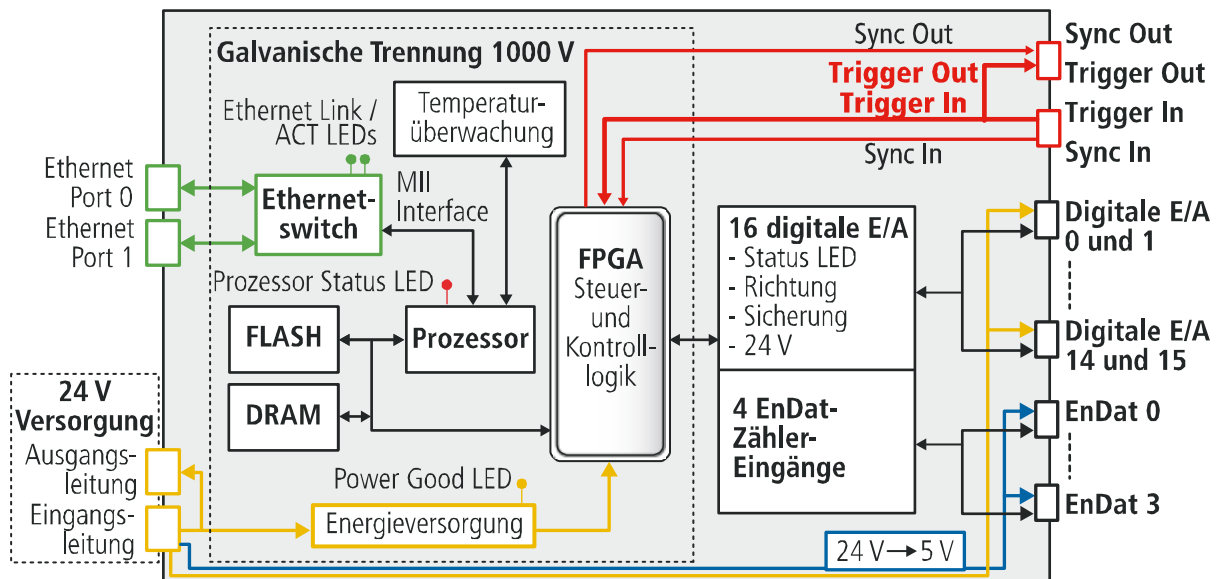 Galvanische Trennung 1000 V
Sync Out
Sync Out
Trigger Out
Trigger Out
Trigger In
Trigger In
Sync In
Sync In
Ethernet Link /
ACT LEDs
Temperatur-
überwachung
Ethernet
Port 0
Ethernet
Port 1
Ethernet-
switch
MII
Interface
Prozessor Status LED
FLASH
Prozessor
DRAM
FPGA
Steuer-
und
Kontroll-
logik
16 digitale E/A
- Status LED
- Richtung
- Sicherung
- 24 V
4 EnDat-
Zähler-
Eingänge
Digitale E/A
0 und 1
Digitale E/A
14 und 15
EnDat 0
EnDat 3
24 V
Versorgung
Ausgangs-
leitung
Eingangs-
leitung
Power Good LED
Energieversorgung
24 V→5 V